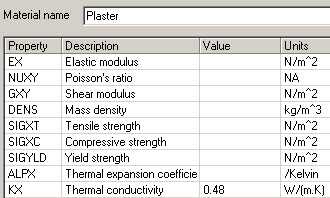 Material name Plaster
Property Description Value Units
EX Elastic modulus N/m^2
NUXY Poisson's ratio NA
GXY Shear modulus N/m^2
DENS Mass density kg/m^3
SIGXT Tensile strength N/m^2
SIGXC Compressive strength N/m^2
SIGYLD Yield strength N/m^2
ALPX Thermal expansion coefficie /Kelvin
KX Thermal conductivity 0.48 W/(m.K)